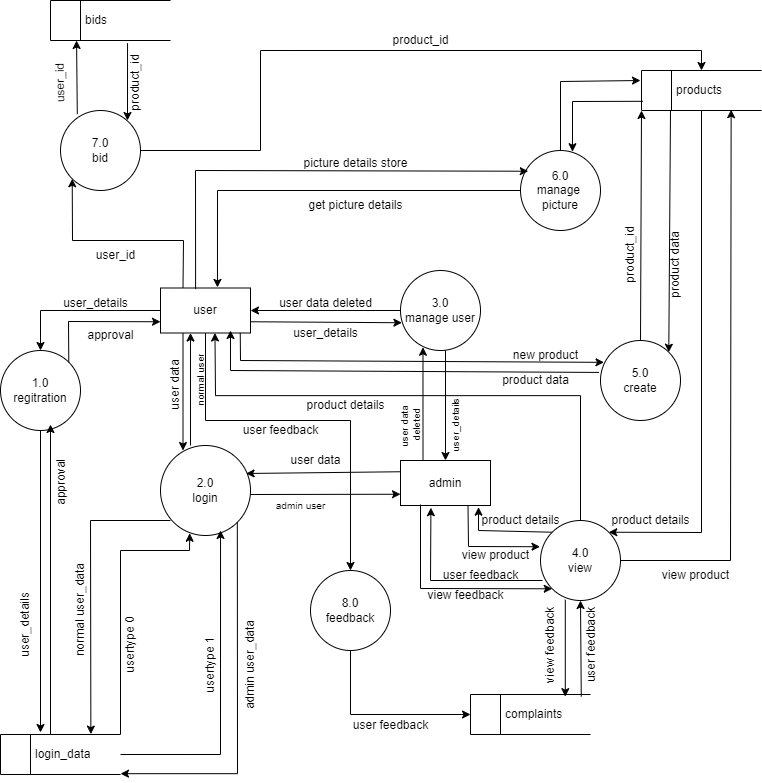 bids
product_id
user_id
product_id
products
7.0
bid
picture details store
6.0
manage
picture
get picture details
user_id
product_id
product data
user_details
user
user data deleted
3.0
manage user
approval
user_details
new product
1.0
regitration
user data
normal user
product data
5.0
create
product details
user data
deleted
user_details
user feedback
approval
user data
2.0
login
admin
admin user
product details
product details
view product
4.0
view
user feedback
view product
view feedback
user_details
normal user_data
usertype 0
usertype 1
admin user_data
8.0
feedback
view feedback
user feedback
user feedback
complaints
login_data